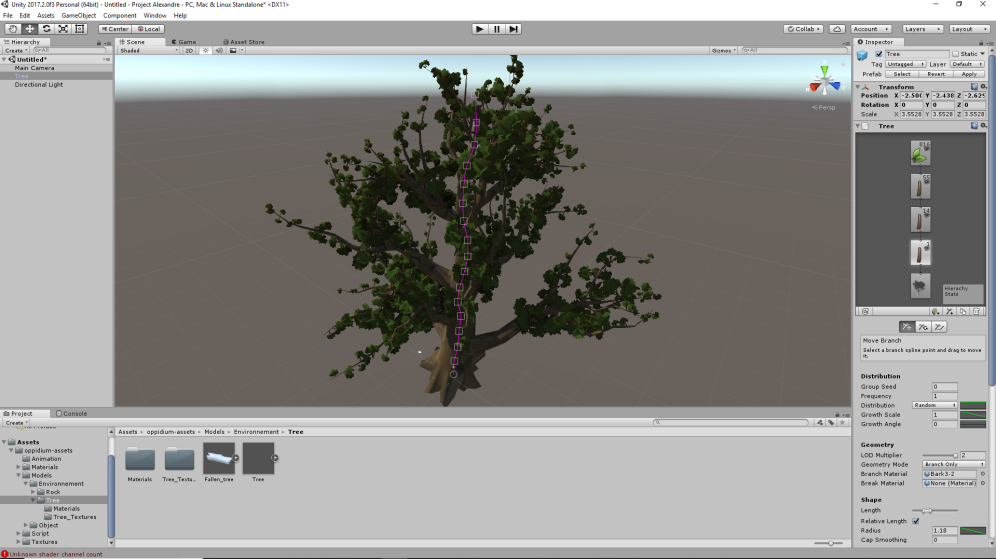 Unity 2017.2.0f3 Personal (64bit) - Untitled - Project Alexandre - PC, Mac & Linux Standalone* <DX11>
File Edit Assets GameObject Component Window Help
Center Local Collab Account Layers Layout
Hierarchy Scene Game Asset Store Inspector
Create All Shaded 2D Gizmos All Tree Static
Untitled*
Main Camera
Tree
Directional Light
Tag Untagged Layer Default
Prefab Select Revert Apply
Transform
Position X -2.50 Y -2.438 Z -2.629
Rotation X 0 Y 0 Z 0
Scale X 3.5528 Y 3.5528 Z 3.5528
Persp
Tree
14
Hierachy
Stats
Move Branch
Select a branch spline point and drag to move it.
Distribution
Group Seed 0
Frequency 1
Distribution Random
Growth Scale 1
Growth Angle 0
Geometry
LOD Multiplier 2
Geometry Mode Branch Only
Branch Material Bark3-2
Break Material None (Material)
Shape
Length
Relative Length
Radius 1.18
Cap Smoothing 0
Project Console
Create
Assets
oppidium-assets
Animation
Materials
Models
Environnement
Rock
Tree
Materials
Tree_Textures
Object
Script
Textures
Assets oppidium-assets Models Environnement Tree
Materials Tree_Textu... Fallen_tree Tree
Unknown shader channel count